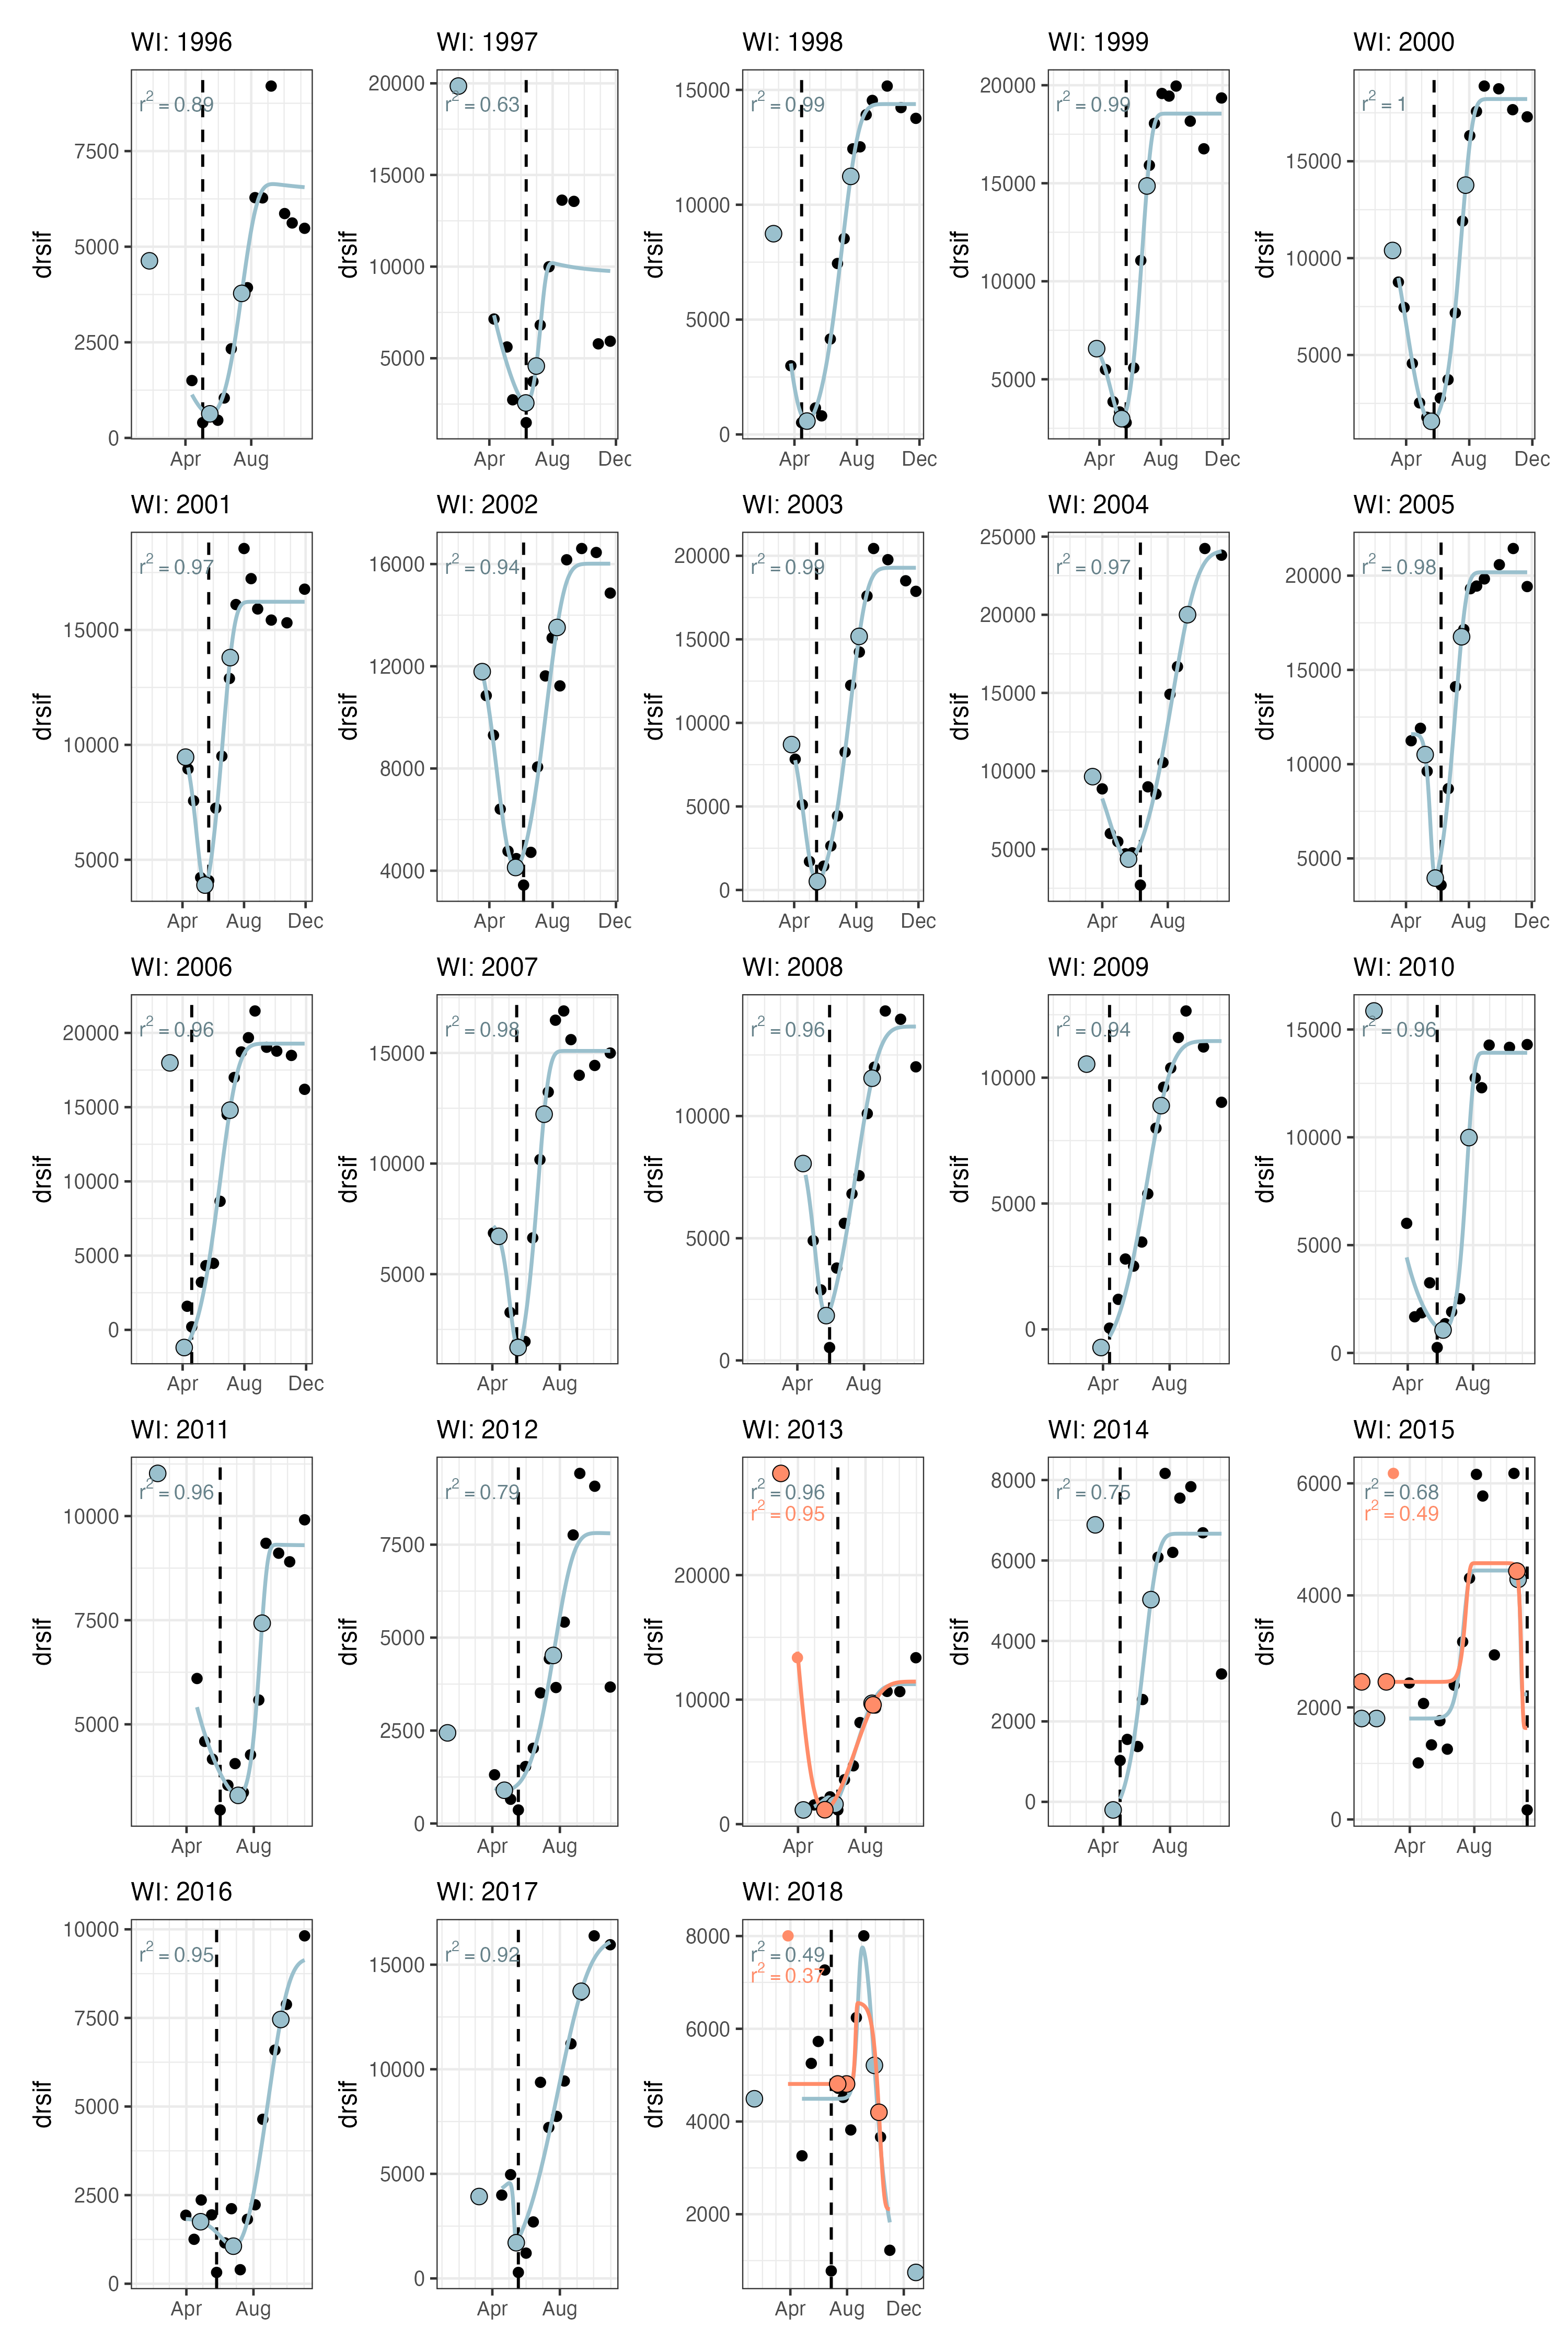 WI: 1996
r² = 0.89
7500
5000
2500
0
drsif
Apr Aug
WI: 1997
r² = 0.63
20000
15000
10000
5000
drsif
Apr Aug Dec
WI: 1998
r² = 0.99
15000
10000
5000
0
drsif
Apr Aug Dec
WI: 1999
r² = 0.99
20000
15000
10000
5000
drsif
Apr Aug Dec
WI: 2000
r² = 1
15000
10000
5000
drsif
Apr Aug Dec
WI: 2001
r² = 0.97
15000
10000
5000
drsif
Apr Aug Dec
WI: 2002
r² = 0.94
16000
12000
8000
4000
drsif
Apr Aug Dec
WI: 2003
r² = 0.99
20000
15000
10000
5000
0
drsif
Apr Aug Dec
WI: 2004
r² = 0.97
25000
20000
15000
10000
5000
drsif
Apr Aug
WI: 2005
r² = 0.98
20000
15000
10000
5000
drsif
Apr Aug Dec
WI: 2006
r² = 0.96
20000
15000
10000
5000
0
drsif
Apr Aug Dec
WI: 2007
r² = 0.98
15000
10000
5000
drsif
Apr Aug
WI: 2008
r² = 0.96
10000
5000
0
drsif
Apr Aug
WI: 2009
r² = 0.94
10000
5000
0
drsif
Apr Aug
WI: 2010
r² = 0.96
15000
10000
5000
0
drsif
Apr Aug
WI: 2011
r² = 0.96
10000
7500
5000
drsif
Apr Aug
WI: 2012
r² = 0.79
7500
5000
2500
0
drsif
Apr Aug
WI: 2013
r² = 0.96
r² = 0.95
20000
10000
0
drsif
Apr Aug
WI: 2014
r² = 0.75
8000
6000
4000
2000
0
drsif
Apr Aug
WI: 2015
r² = 0.68
r² = 0.49
6000
4000
2000
0
drsif
Apr Aug
WI: 2016
r² = 0.95
10000
7500
5000
2500
0
drsif
Apr Aug
WI: 2017
r² = 0.92
15000
10000
5000
0
drsif
Apr Aug
WI: 2018
r² = 0.49
r² = 0.37
8000
6000
4000
2000
drsif
Apr Aug Dec